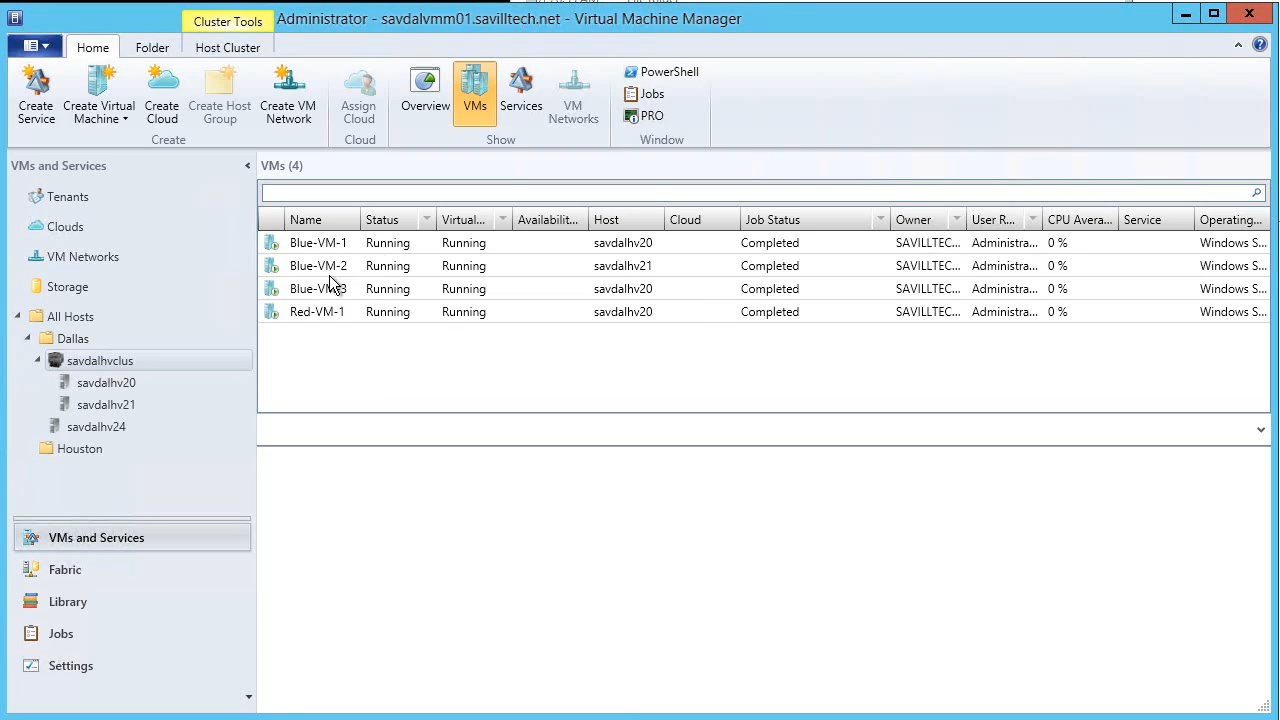 Cluster Tools
Administrator - savdalvmm01.savilltech.net - Virtual Machine Manager
Home Folder Host Cluster
Create Service
Create Virtual Machine
Create Cloud
Create Host Group
Create VM Network
Assign Cloud
Overview
VMs
Services
VM Networks
PowerShell
Jobs
PRO
Create Cloud Show Window
VMs and Services
Tenants
Clouds
VM Networks
Storage
All Hosts
Dallas
savdalhvclus
savdalhv20
savdalhv21
savdalhv24
Houston
VMs and Services
Fabric
Library
Jobs
Settings
VMs (4)
Name Status Virtual... Availabilit... Host Cloud Job Status Owner User R... CPU Avera... Service Operating...
Blue-VM-1 Running Running savdalhv20 Completed SAVILLTEC... Administra... 0 % Windows S...
Blue-VM-2 Running Running savdalhv21 Completed SAVILLTEC... Administra... 0 % Windows S...
Blue-VM-3 Running Running savdalhv20 Completed SAVILLTEC... Administra... 0 % Windows S...
Red-VM-1 Running Running savdalhv20 Completed SAVILLTEC... Administra... 0 % Windows S...